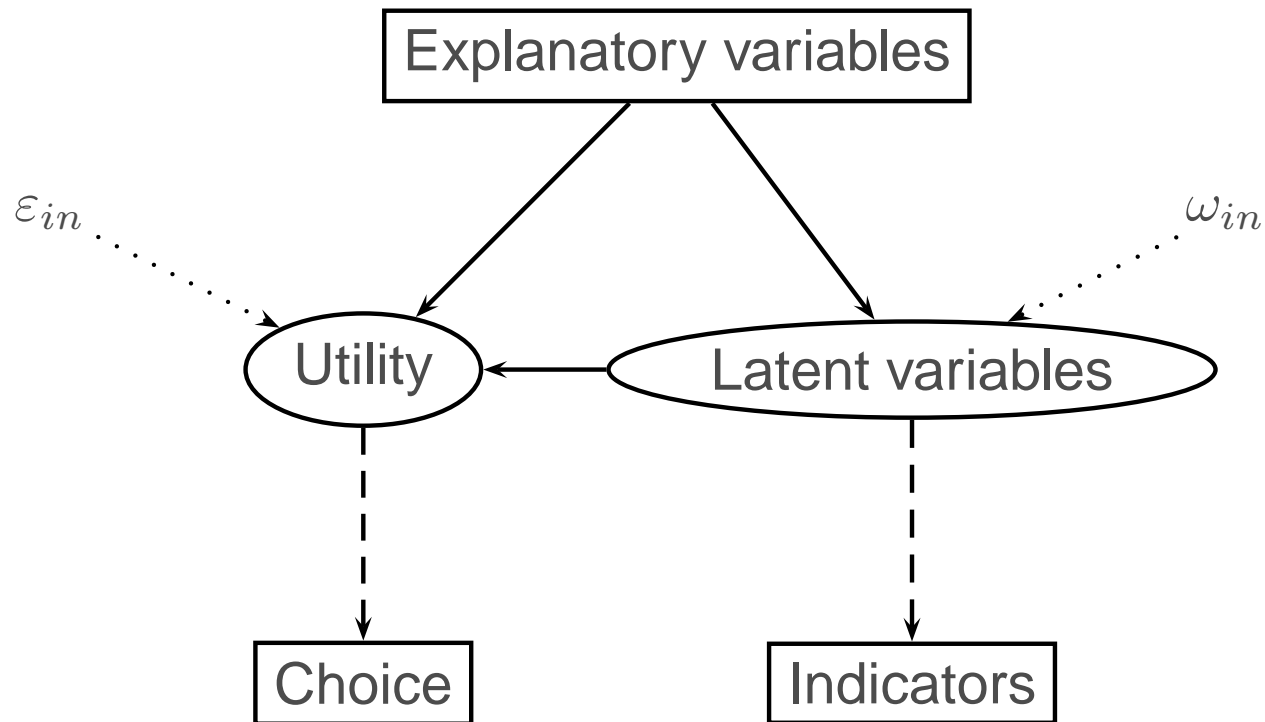 Explanatory variables
εin
ωin
Utility
Latent variables
Choice
Indicators